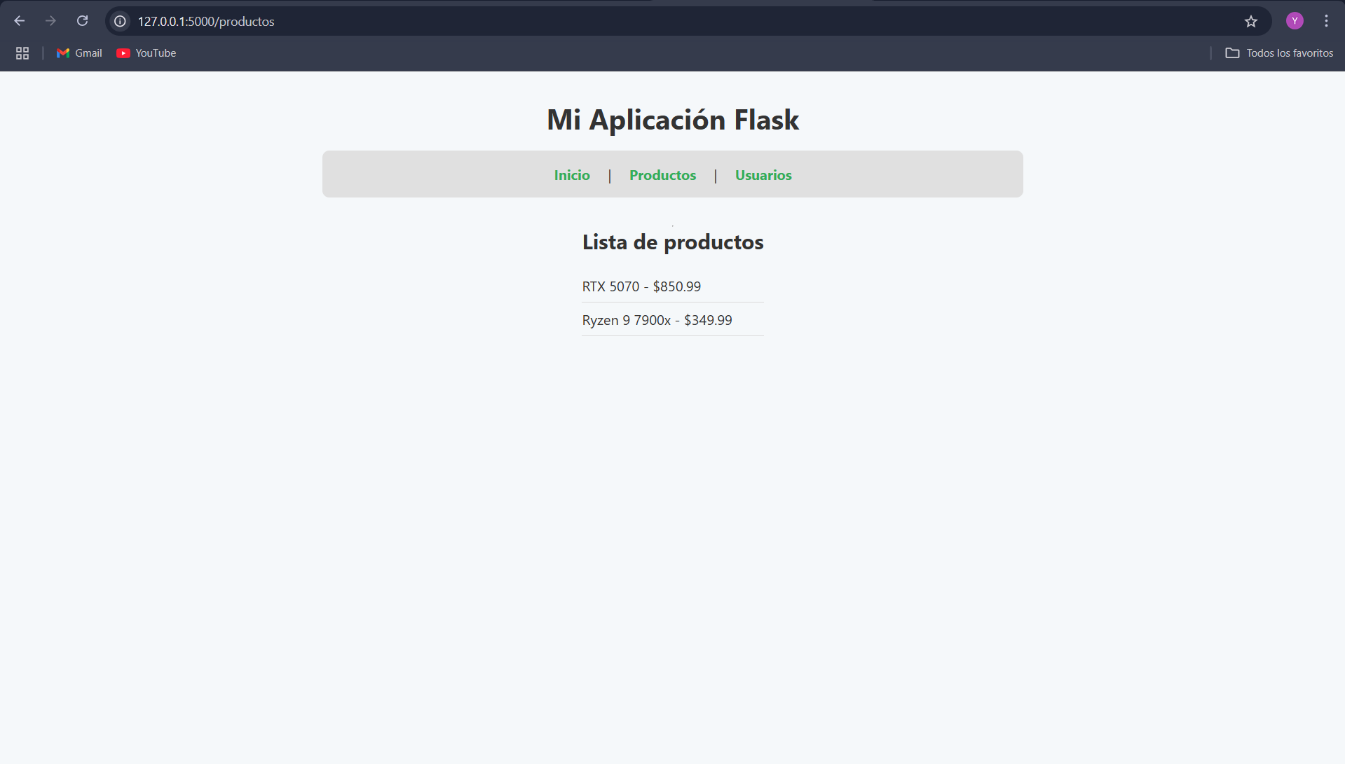 127.0.0.1:5000/productos
Y
Gmail
YouTube
Todos los favoritos
Mi Aplicación Flask
Inicio | Productos | Usuarios
Lista de productos
RTX 5070 - $850.99
Ryzen 9 7900x - $349.99